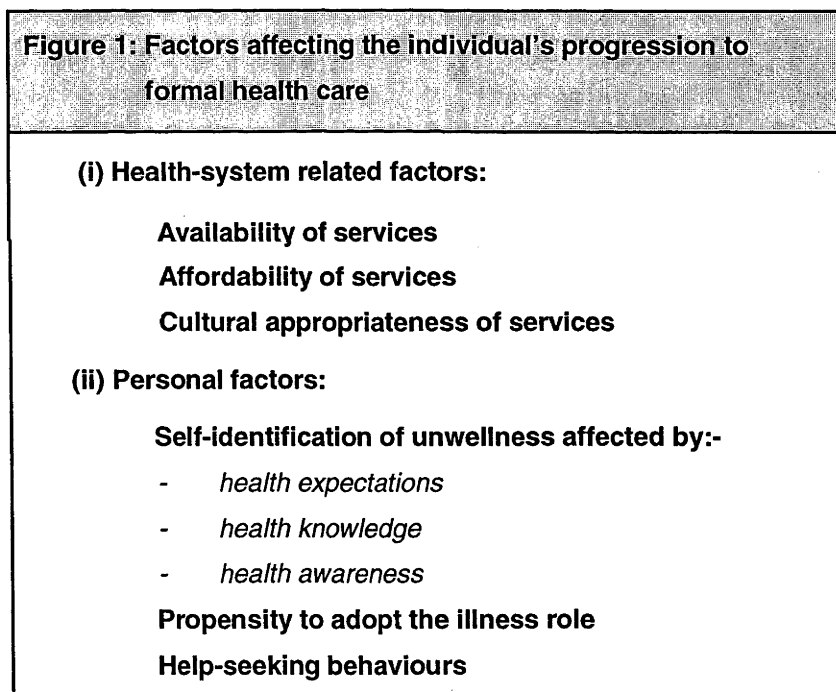 Figure 1: Factors affecting the individual's progression to
formal health care
(i) Health-system related factors:
Availability of services
Affordability of services
Cultural appropriateness of services
(ii) Personal factors:
Self-identification of unwellness affected by:-
- health expectations
- health knowledge
- health awareness
Propensity to adopt the illness role
Help-seeking behaviours